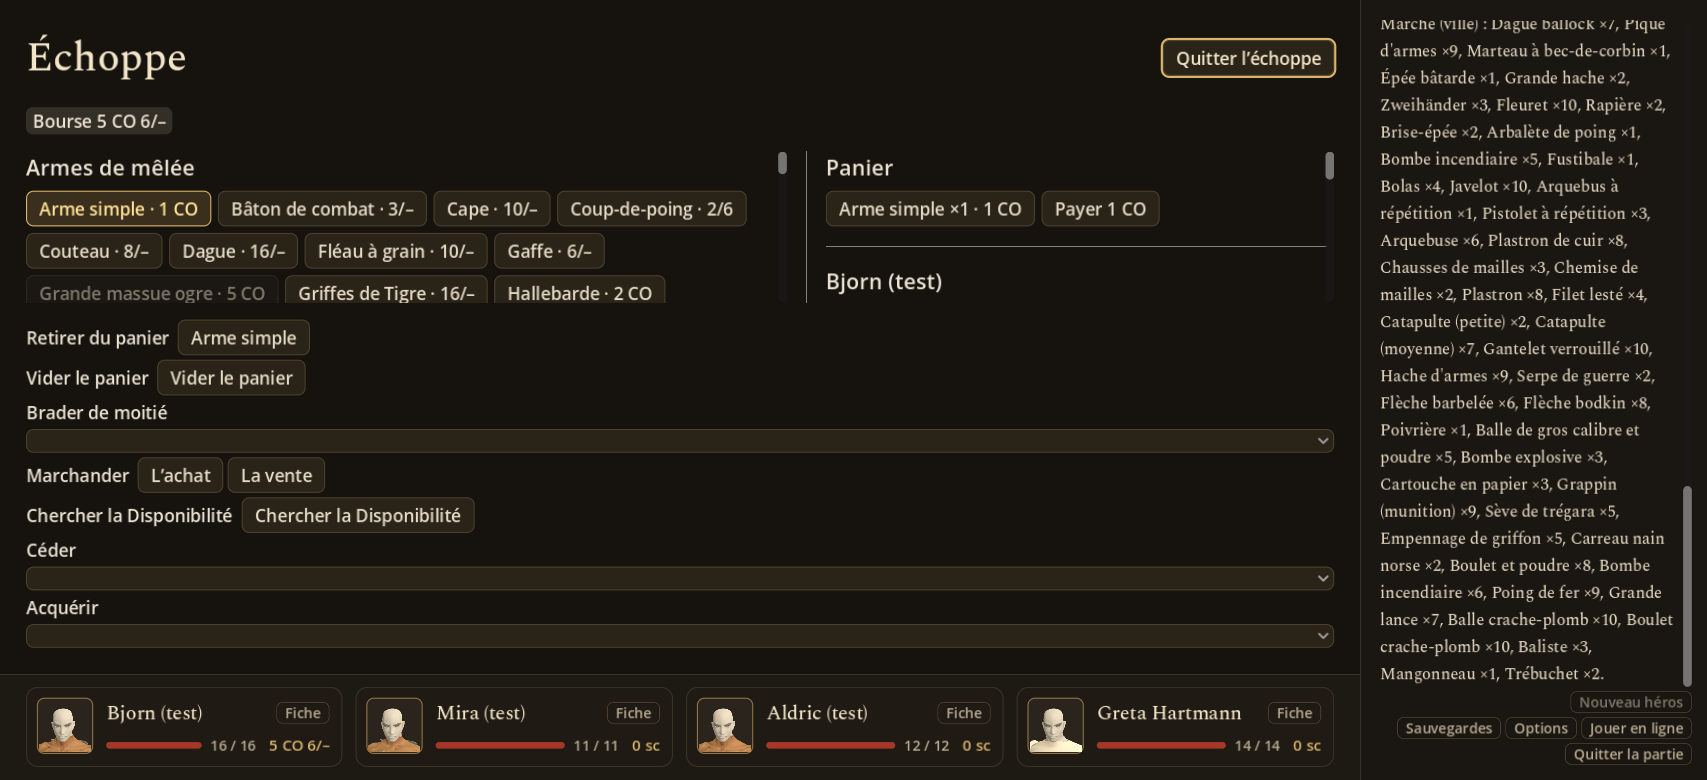 Échoppe
Quitter l’échoppe
Bourse 5 CO 6/–
Armes de mêlée
Arme simple · 1 CO
Bâton de combat · 3/–
Cape · 10/–
Coup-de-poing · 2/6
Couteau · 8/–
Dague · 16/–
Fléau à grain · 10/–
Gaffe · 6/–
Grande massue ogre · 5 CO
Griffes de Tigre · 16/–
Hallebarde · 2 CO
Panier
Arme simple ×1 · 1 CO
Payer 1 CO
Bjorn (test)
Retirer du panier
Arme simple
Vider le panier
Vider le panier
Brader de moitié
Marchander
L’achat
La vente
Chercher la Disponibilité
Chercher la Disponibilité
Céder
Acquérir
Bjorn (test)
Fiche
16 / 16
5 CO 6/–
Mira (test)
Fiche
11 / 11
0 sc
Aldric (test)
Fiche
12 / 12
0 sc
Greta Hartmann
Fiche
14 / 14
0 sc
Marché (ville) : Dague ballock ×7, Pique
d'armes ×9, Marteau à bec-de-corbin ×1,
Épée bâtarde ×1, Grande hache ×2,
Zweihänder ×3, Fleuret ×10, Rapière ×2,
Brise-épée ×2, Arbalète de poing ×1,
Bombe incendiaire ×5, Fustibale ×1,
Bolas ×4, Javelot ×10, Arquebus à
répétition ×1, Pistolet à répétition ×3,
Arquebuse ×6, Plastron de cuir ×8,
Chausses de mailles ×3, Chemise de
mailles ×2, Plastron ×8, Filet lesté ×4,
Catapulte (petite) ×2, Catapulte
(moyenne) ×7, Gantelet verrouillé ×10,
Hache d'armes ×9, Serpe de guerre ×2,
Flèche barbelée ×6, Flèche bodkin ×8,
Poivrière ×1, Balle de gros calibre et
poudre ×5, Bombe explosive ×3,
Cartouche en papier ×3, Grappin
(munition) ×9, Sève de trégara ×5,
Empennage de griffon ×5, Carreau nain
norse ×2, Boulet et poudre ×8, Bombe
incendiaire ×6, Poing de fer ×9, Grande
lance ×7, Balle crache-plomb ×10, Boulet
crache-plomb ×10, Baliste ×3,
Mangonneau ×1, Trébuchet ×2.
Nouveau héros
Sauvegardes
Options
Jouer en ligne
Quitter la partie